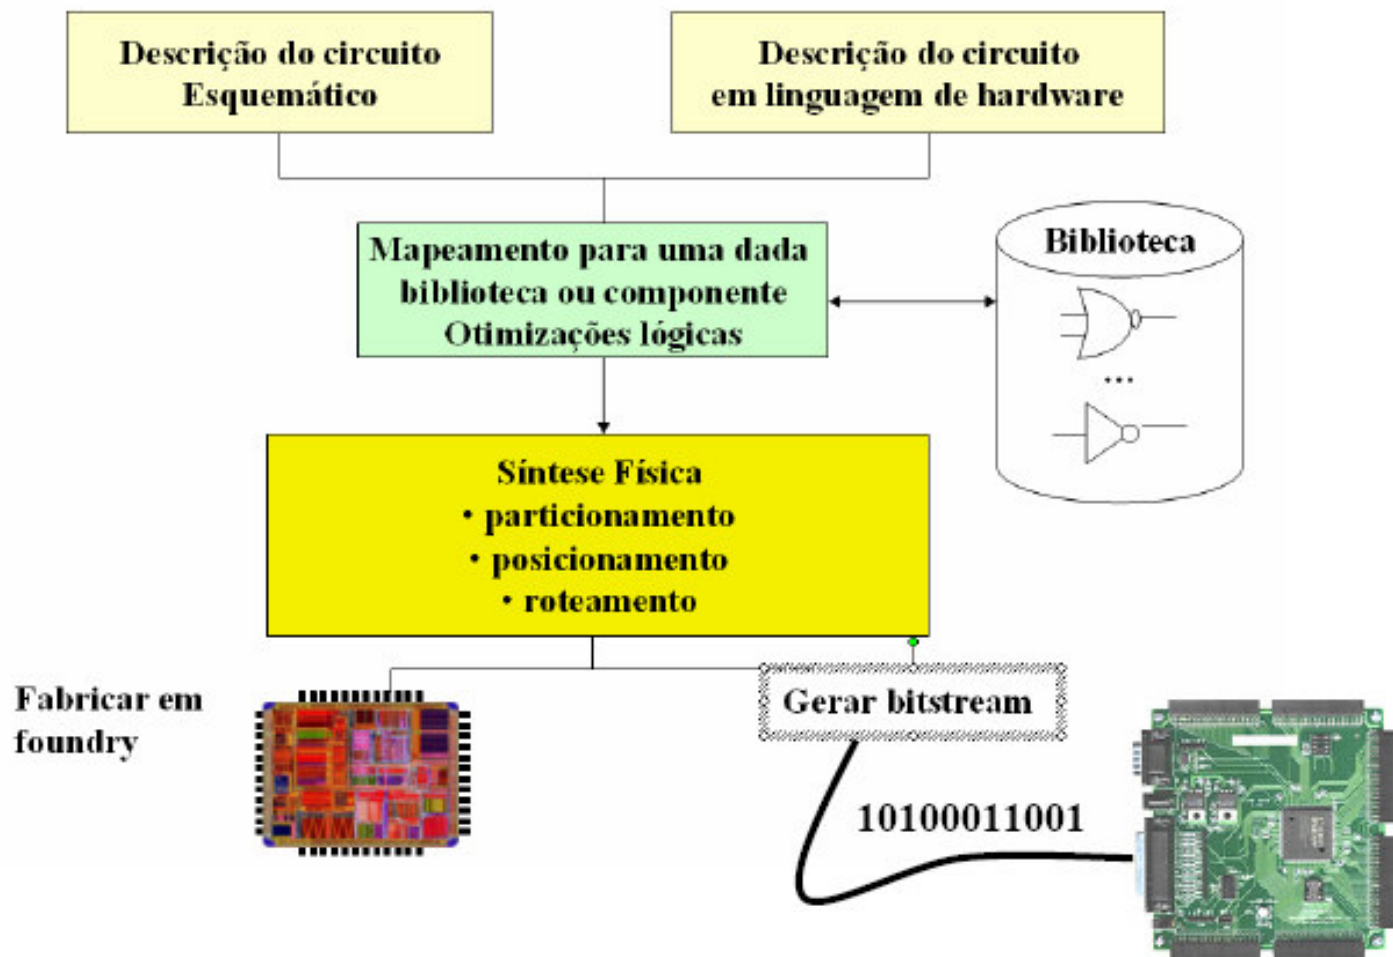 Descrição do circuito
Esquemático
Descrição do circuito
em linguagem de hardware
Mapeamento para uma dada
biblioteca ou componente
Otimizações lógicas
Biblioteca
...
Síntese Física
• particionamento
• posicionamento
• roteamento
Fabricar em
foundry
Gerar bitstream
10100011001